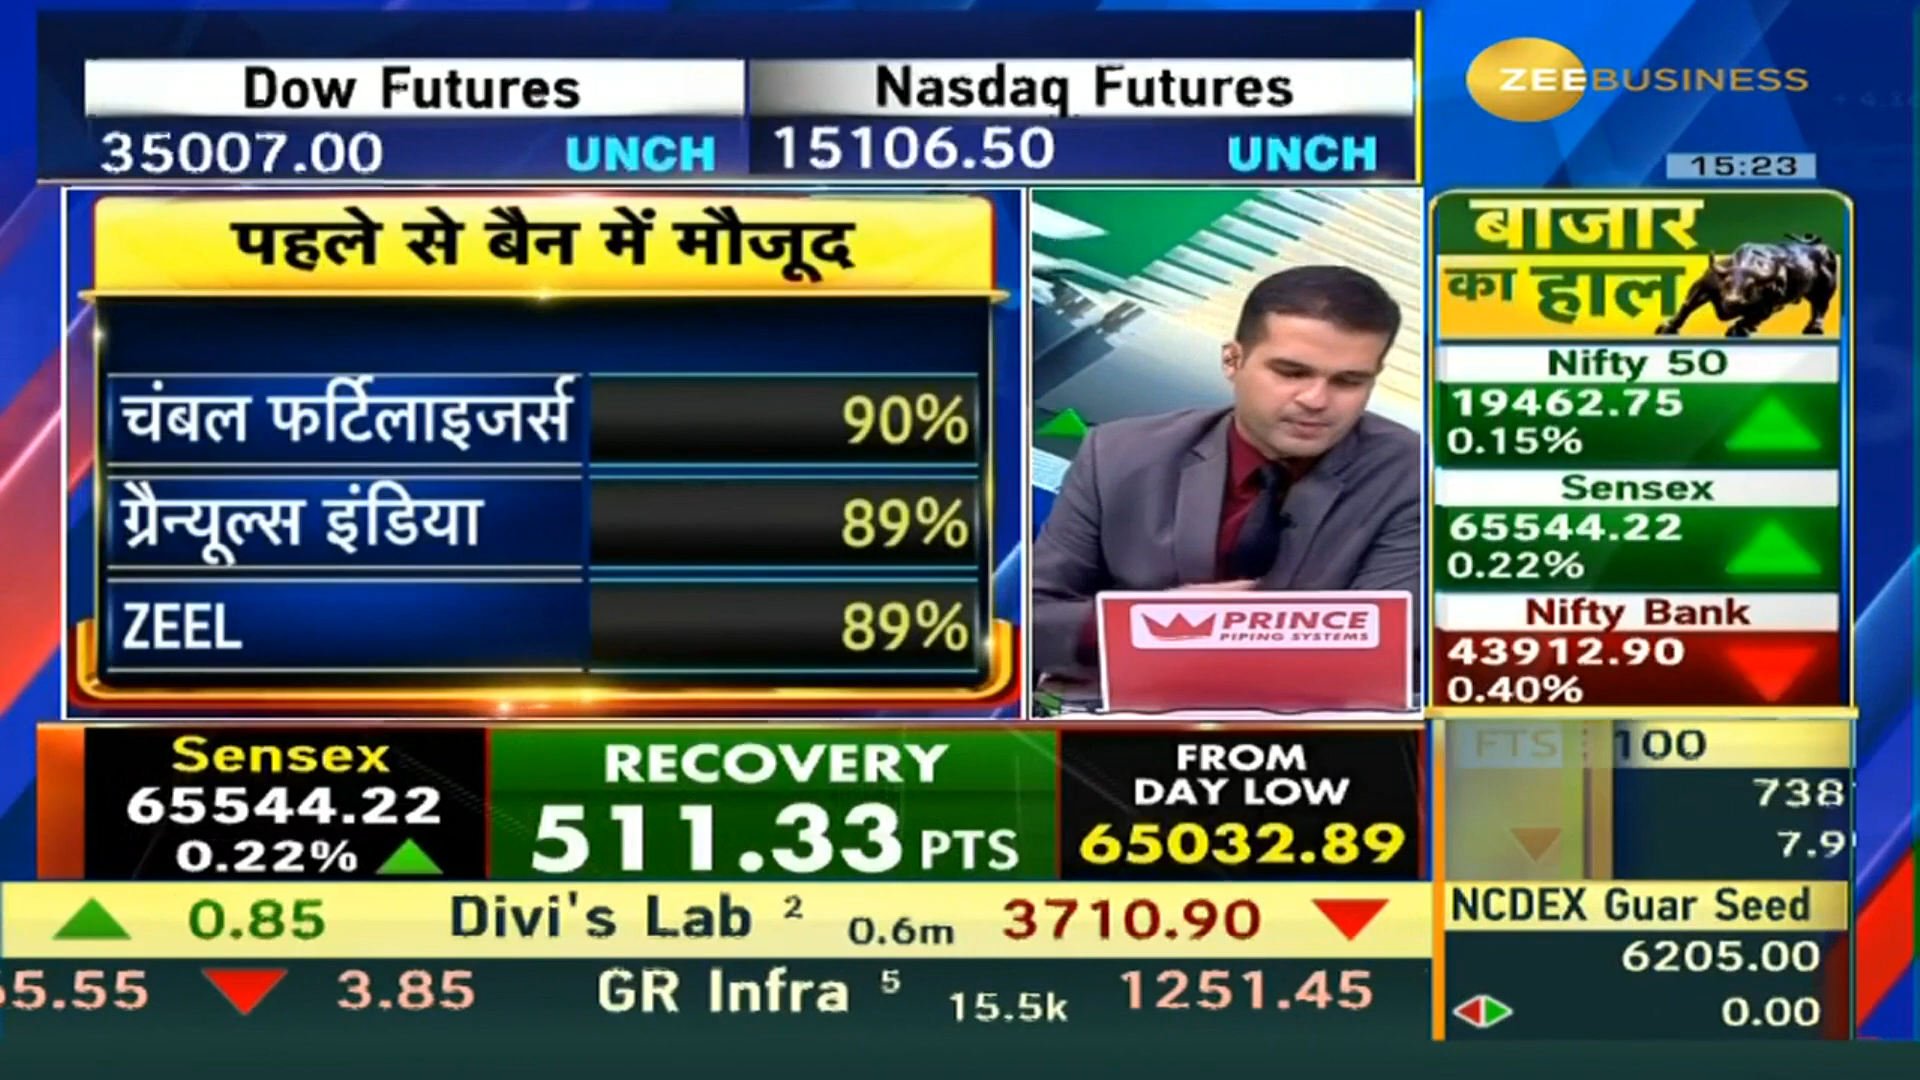 Dow Futures
35007.00 UNCH
Nasdaq Futures
15106.50 UNCH
ZEEBUSINESS
15:23
पहले से बैन में मौजूद
चंबल फर्टिलाइजर्स 90%
ग्रैन्यूल्स इंडिया 89%
ZEEL 89%
PRINCE
PIPING SYSTEMS
बाजार
का हाल
Nifty 50
19462.75
0.15%
Sensex
65544.22
0.22%
Nifty Bank
43912.90
0.40%
Sensex
65544.22
0.22%
RECOVERY
511.33 PTS
FROM
DAY LOW
65032.89
FTS 100
738
7.9
NCDEX Guar Seed
6205.00
0.00
0.85 Divi's Lab 2 0.6m 3710.90
5.55 3.85 GR Infra 5 15.5k 1251.45